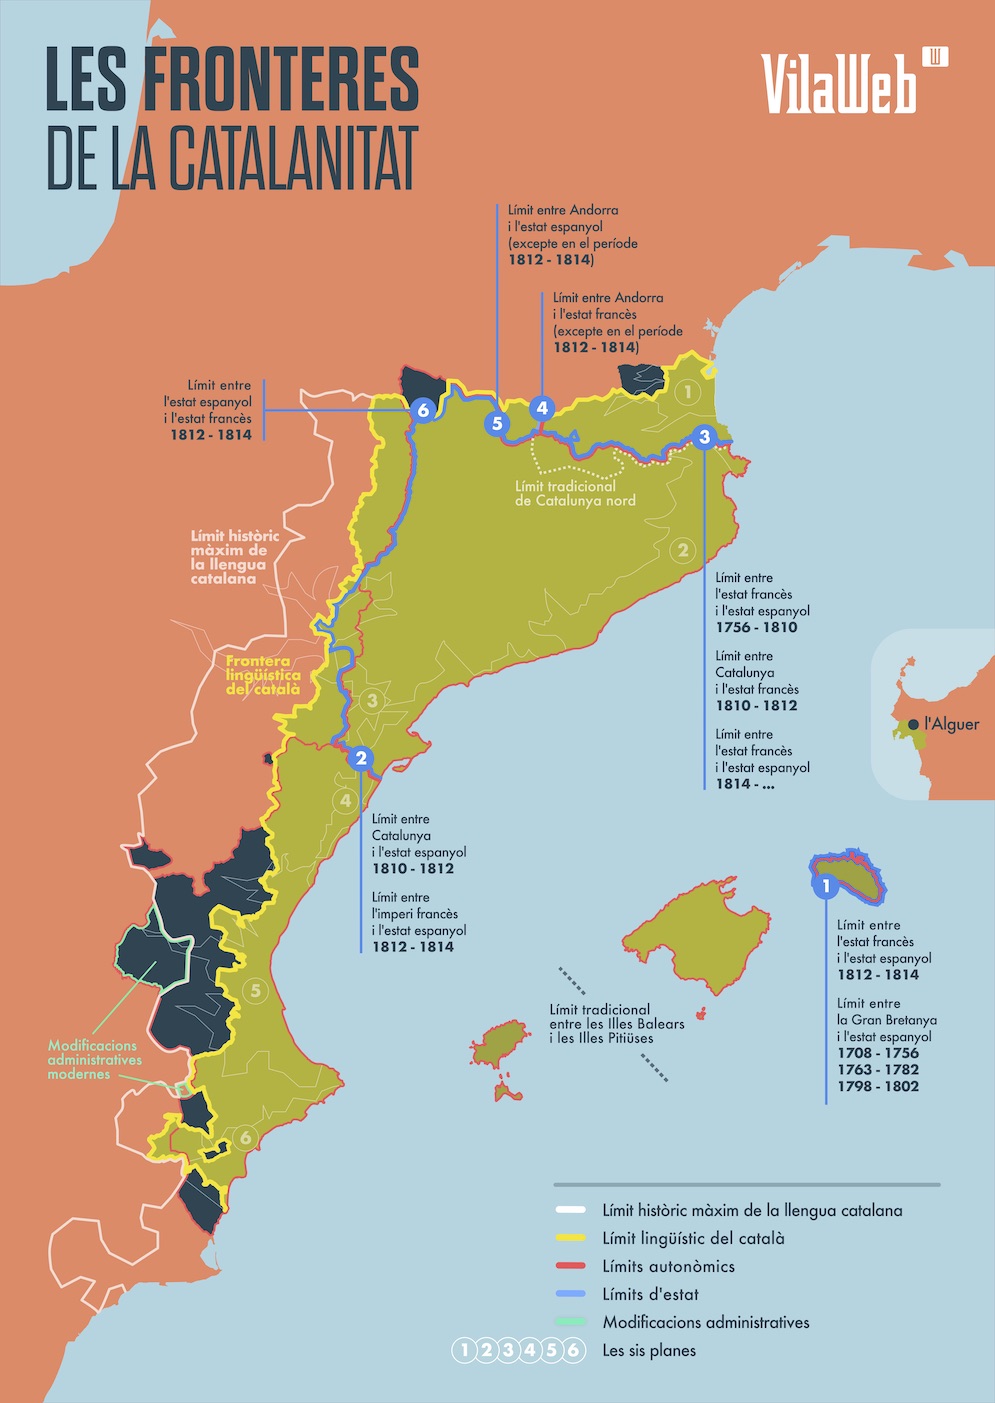 LES FRONTERES
DE LA CATALANITAT
VilaWeb
W
Límit entre Andorra
i l'estat espanyol
(excepte en el període
1812 - 1814)
Límit entre Andorra
i l'estat francès
(excepte en el període
1812 - 1814)
Límit entre
l'estat espanyol
i l'estat francès
1812 - 1814
6
5
4
3
1
Límit tradicional
de Catalunya nord
2
Límit històric
màxim de
la llengua
catalana
Límit entre
l'estat francès
i l'estat espanyol
1756 - 1810
Límit entre
Catalunya
i l'estat francès
1810 - 1812
Límit entre
l'estat francès
i l'estat espanyol
1814 - ...
Frontera
lingüística
del català
3
l'Alguer
2
4
Límit entre
Catalunya
i l'estat espanyol
1810 - 1812
Límit entre
l'imperi francès
i l'estat espanyol
1812 - 1814
1
Límit entre
l'estat francès
i l'estat espanyol
1812 - 1814
Límit entre
la Gran Bretanya
i l'estat espanyol
1708 - 1756
1763 - 1782
1798 - 1802
5
Límit tradicional
entre les Illes Balears
i les Illes Pitiüses
Modificacions
administratives
modernes
6
Límit històric màxim de la llengua catalana
Límit lingüístic del català
Límits autonòmics
Límits d'estat
Modificacions administratives
1 2 3 4 5 6 Les sis planes